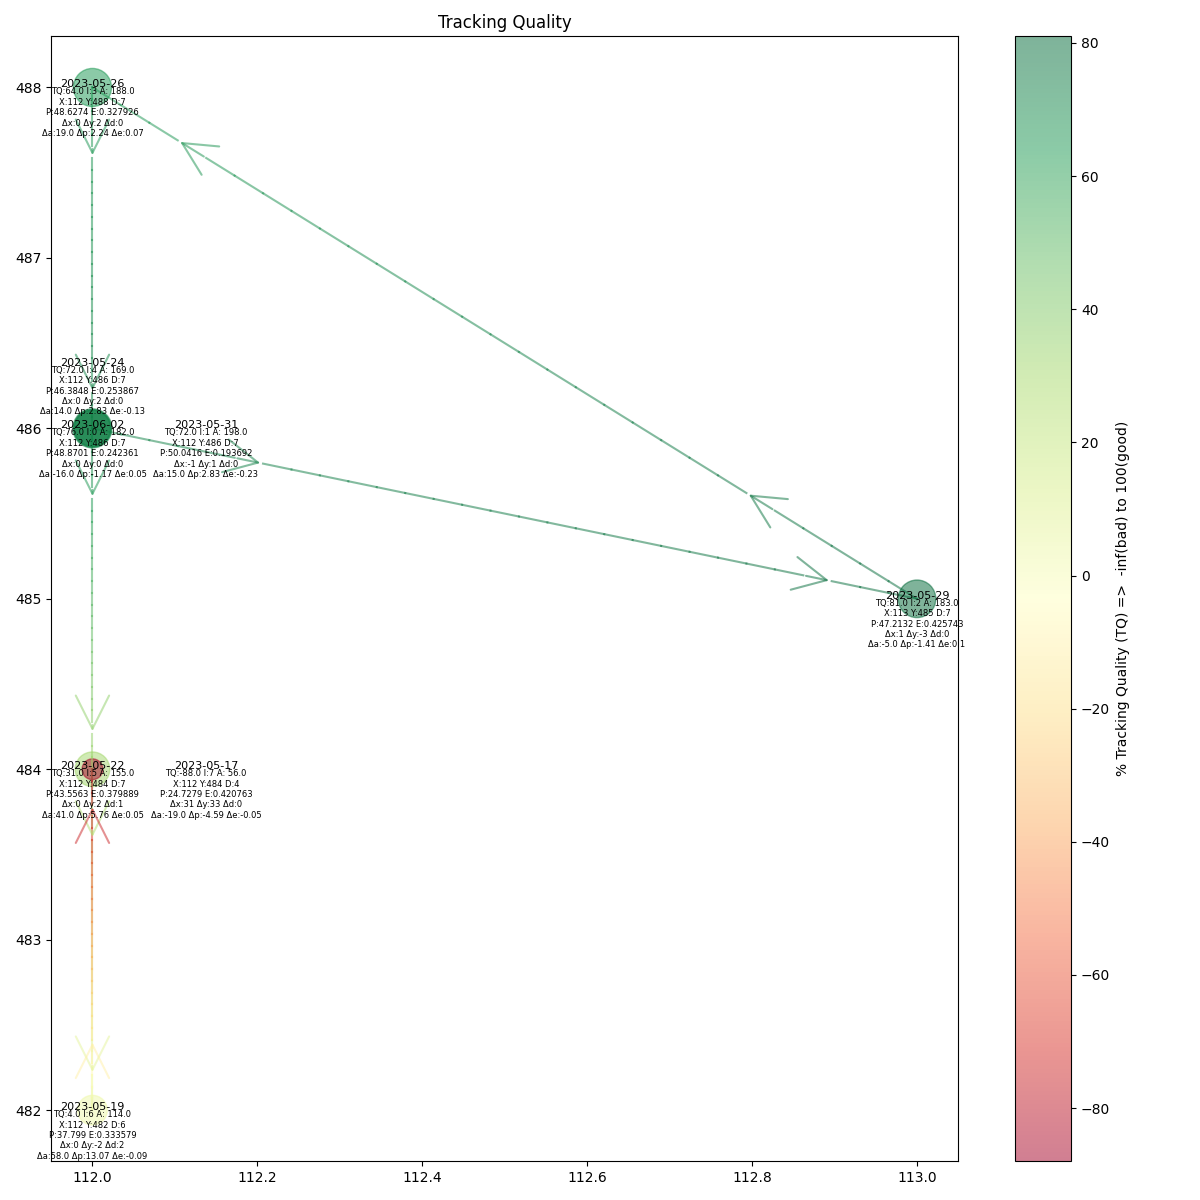 Tracking Quality
488
487
486
485
484
483
482
112.0
112.2
112.4
112.6
112.8
113.0
2023-05-26
TQ:64.0 I:3 A: 188.0
X:112 Y:488 D:7
P:48.6274 E:0.327926
Δx:0 Δy:2 Δd:0
Δa:19.0 Δp:2.24 Δe:0.07
2023-05-24
TQ:72.0 I:4 A: 169.0
X:112 Y:486 D:7
P:46.3848 E:0.253867
Δx:0 Δy:2 Δd:0
Δa:14.0 Δp:2.83 Δe:-0.13
2023-06-02
TQ:76.0 I:0 A: 182.0
X:112 Y:486 D:7
P:48.8701 E:0.242361
Δx:0 Δy:0 Δd:0
Δa:-16.0 Δp:-1.17 Δe:0.05
2023-05-31
TQ:72.0 I:1 A: 198.0
X:112 Y:486 D:7
P:50.0416 E:0.193692
Δx:-1 Δy:1 Δd:0
Δa:15.0 Δp:2.83 Δe:-0.23
2023-05-29
TQ:81.0 I:2 A: 183.0
X:113 Y:485 D:7
P:47.2132 E:0.425743
Δx:1 Δy:-3 Δd:0
Δa:-5.0 Δp:-1.41 Δe:0.1
2023-05-22
TQ:31.0 I:5 A: 155.0
X:112 Y:484 D:7
P:43.5563 E:0.379889
Δx:0 Δy:2 Δd:1
Δa:41.0 Δp:5.76 Δe:0.05
2023-05-17
TQ:-88.0 I:7 A: 56.0
X:112 Y:484 D:4
P:24.7279 E:0.420763
Δx:31 Δy:33 Δd:0
Δa:-19.0 Δp:-4.59 Δe:-0.05
2023-05-19
TQ:4.0 I:6 A: 114.0
X:112 Y:482 D:6
P:37.799 E:0.333579
Δx:0 Δy:-2 Δd:2
Δa:58.0 Δp:13.07 Δe:-0.09
80
60
40
20
0
−20
−40
−60
−80
% Tracking Quality (TQ) => -inf(bad) to 100(good)